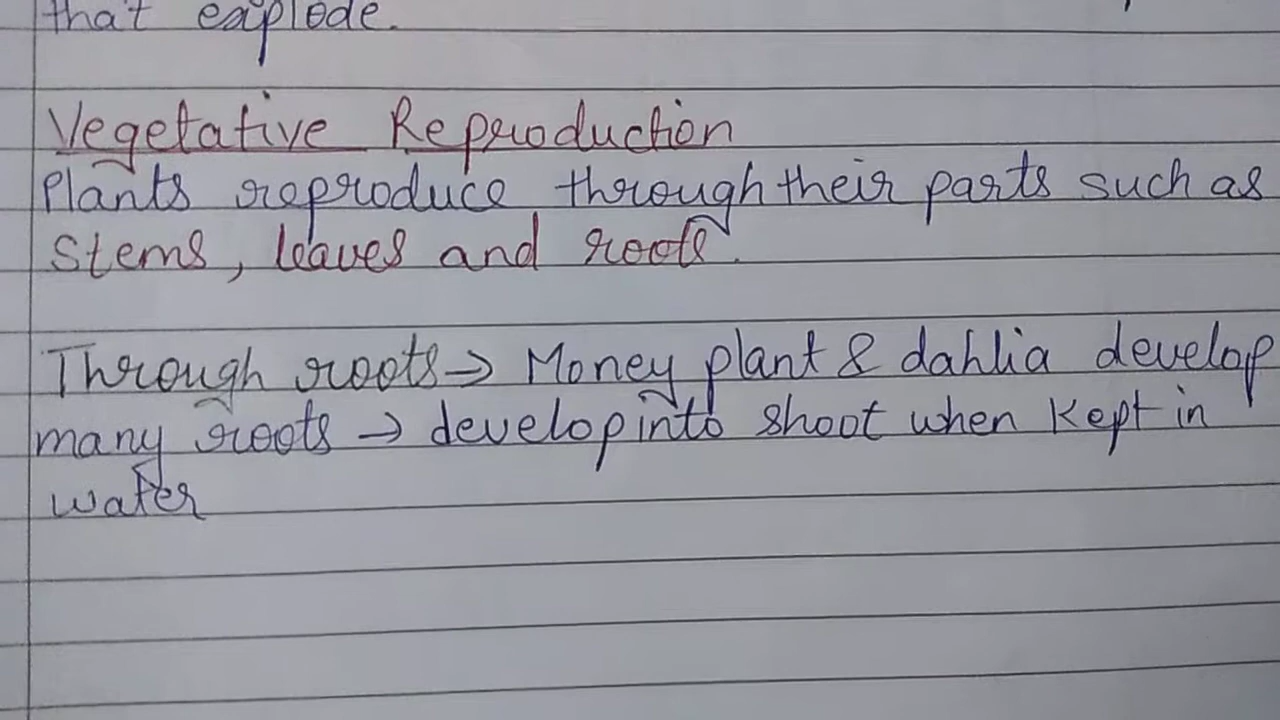 that explode.
Vegetative Reproduction
Plants reproduce through their parts such as
stems, leaves and roots.
Through roots → Money plant & dahlia develop
many roots → develop into shoot when kept in
water